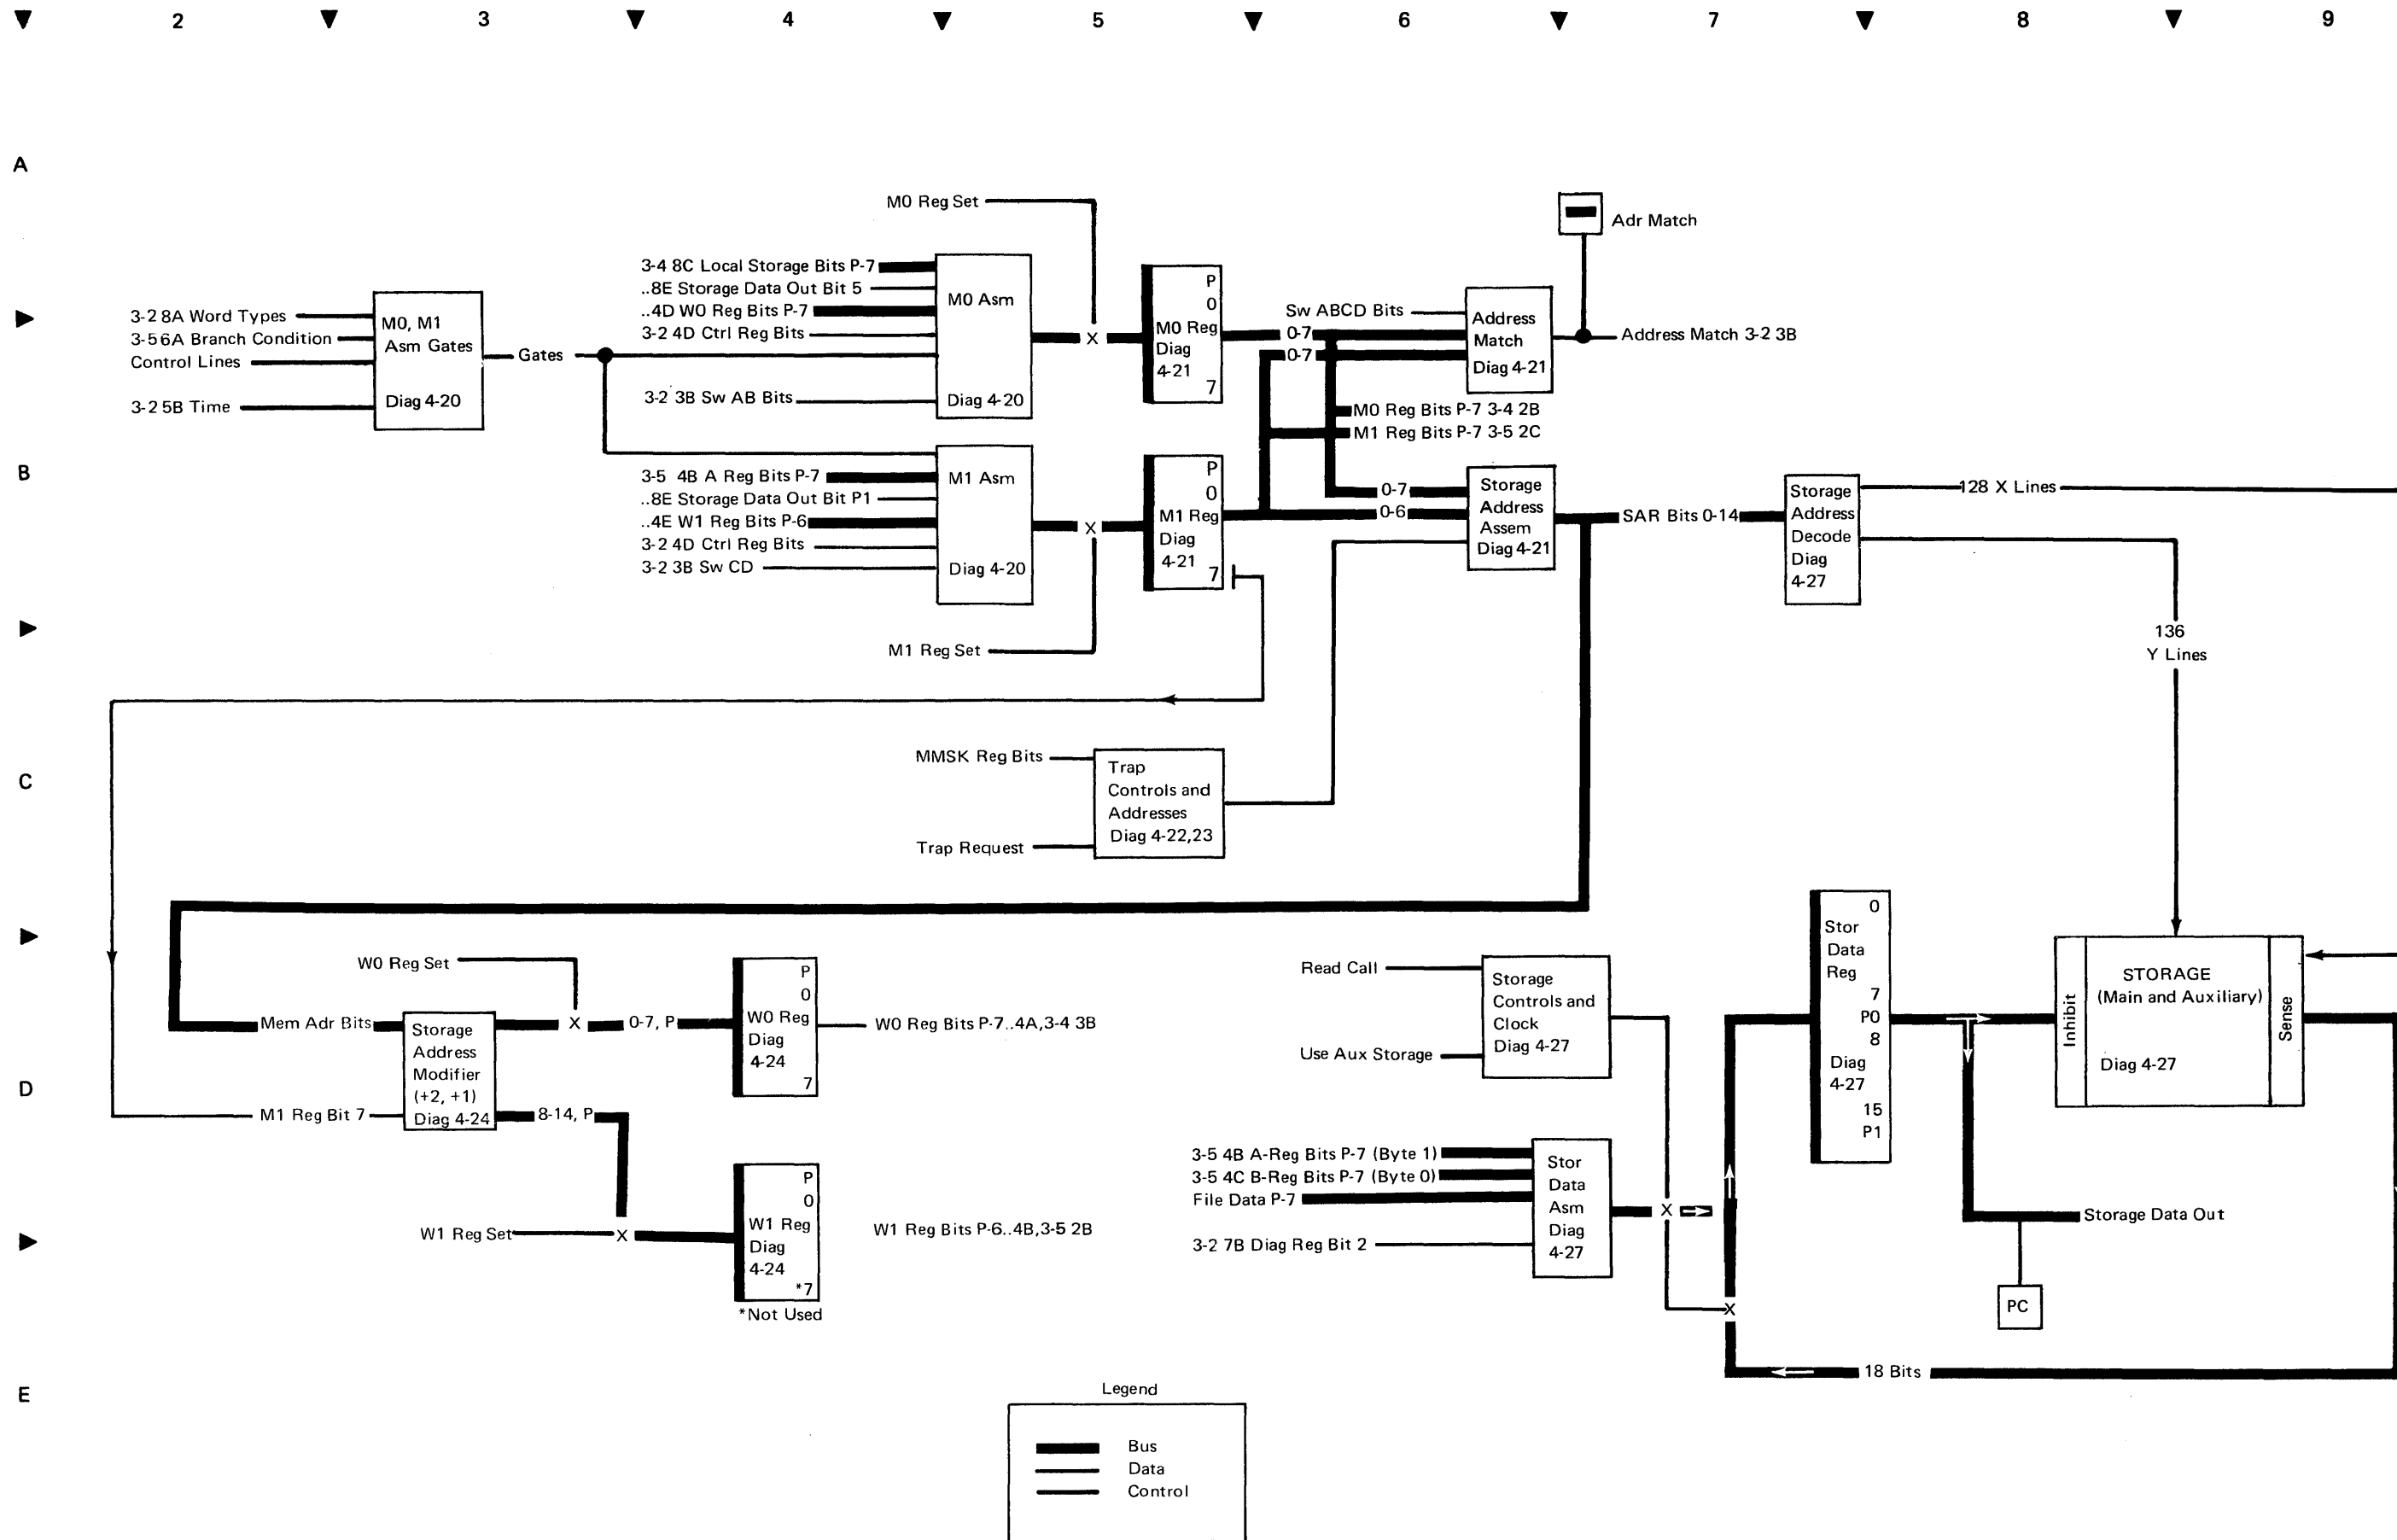 2 3 4 5 6 7 8 9
A
B
C
D
E
M0 Reg Set
Adr Match
3-4 8C Local Storage Bits P-7
..8E Storage Data Out Bit 5
..4D W0 Reg Bits P-7
3-2 4D Ctrl Reg Bits
3-2 3B Sw AB Bits
M0 Asm
Diag 4-20
3-2 8A Word Types
3-5 6A Branch Condition
Control Lines
3-2 5B Time
M0, M1
Asm Gates
Diag 4-20
Gates
X
P
0
M0 Reg
Diag
4-21
7
Sw ABCD Bits
0-7
0-7
Address
Match
Diag 4-21
Address Match 3-2 3B
M0 Reg Bits P-7 3-4 2B
M1 Reg Bits P-7 3-5 2C
3-5 4B A Reg Bits P-7
..8E Storage Data Out Bit P1
..4E W1 Reg Bits P-6
3-2 4D Ctrl Reg Bits
3-2 3B Sw CD
M1 Asm
Diag 4-20
X
P
0
M1 Reg
Diag
4-21
7
M1 Reg Set
0-7
0-6
Storage
Address
Assem
Diag 4-21
SAR Bits 0-14
Storage
Address
Decode
Diag
4-27
128 X Lines
136
Y Lines
MMSK Reg Bits
Trap Request
Trap
Controls and
Addresses
Diag 4-22,23
W0 Reg Set
X
Mem Adr Bits
M1 Reg Bit 7
Storage
Address
Modifier
(+2, +1)
Diag 4-24
0-7, P
8-14, P
P
0
W0 Reg
Diag
4-24
7
W0 Reg Bits P-7..4A,3-4 3B
W1 Reg Set
X
P
0
W1 Reg
Diag
4-24
*7
*Not Used
W1 Reg Bits P-6..4B,3-5 2B
Read Call
Use Aux Storage
Storage
Controls and
Clock
Diag 4-27
3-5 4B A-Reg Bits P-7 (Byte 1)
3-5 4C B-Reg Bits P-7 (Byte 0)
File Data P-7
3-2 7B Diag Reg Bit 2
Stor
Data
Asm
Diag
4-27
X
X
0
Stor
Data
Reg
7
P0
8
Diag
4-27
15
P1
Inhibit
STORAGE
(Main and Auxiliary)
Diag 4-27
Sense
Storage Data Out
PC
18 Bits
Legend
Bus
Data
Control